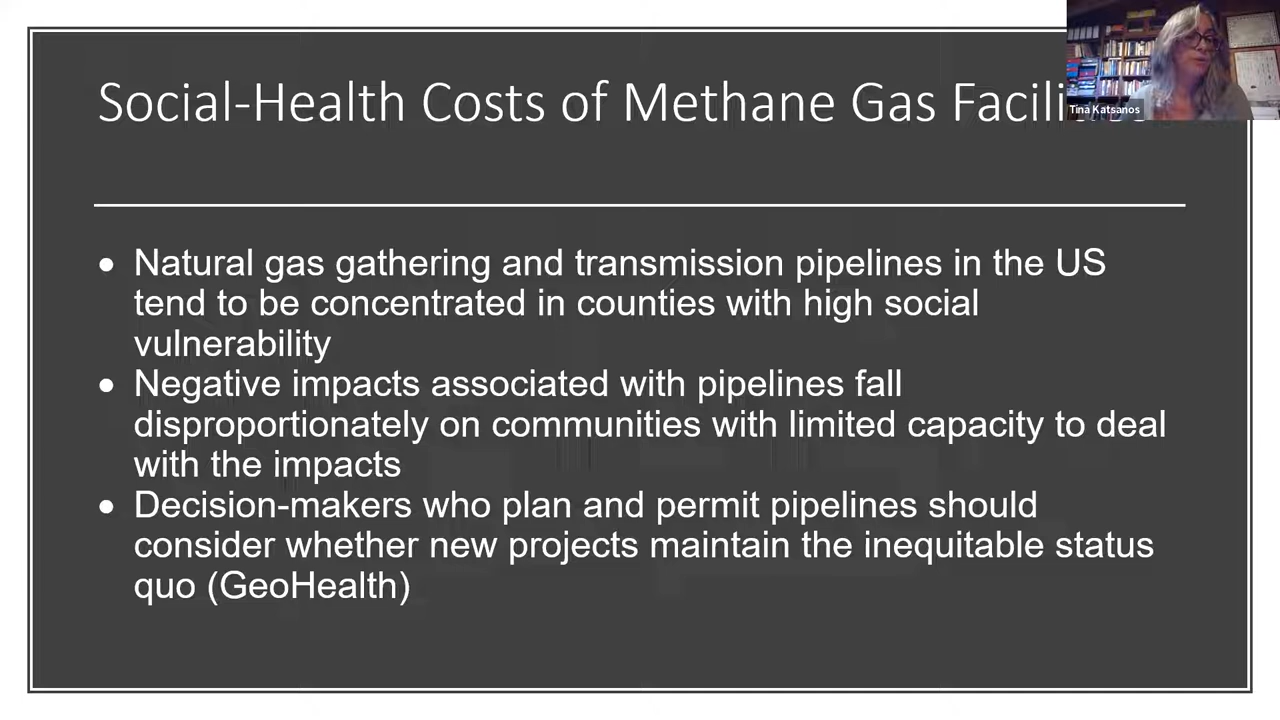 Social-Health Costs of Methane Gas
Tina Katsanos
Natural gas gathering and transmission pipelines in the US
tend to be concentrated in counties with high social
vulnerability
Negative impacts associated with pipelines fall
disproportionately on communities with limited capacity to deal
with the impacts
Decision-makers who plan and permit pipelines should
consider whether new projects maintain the inequitable status
quo (GeoHealth)